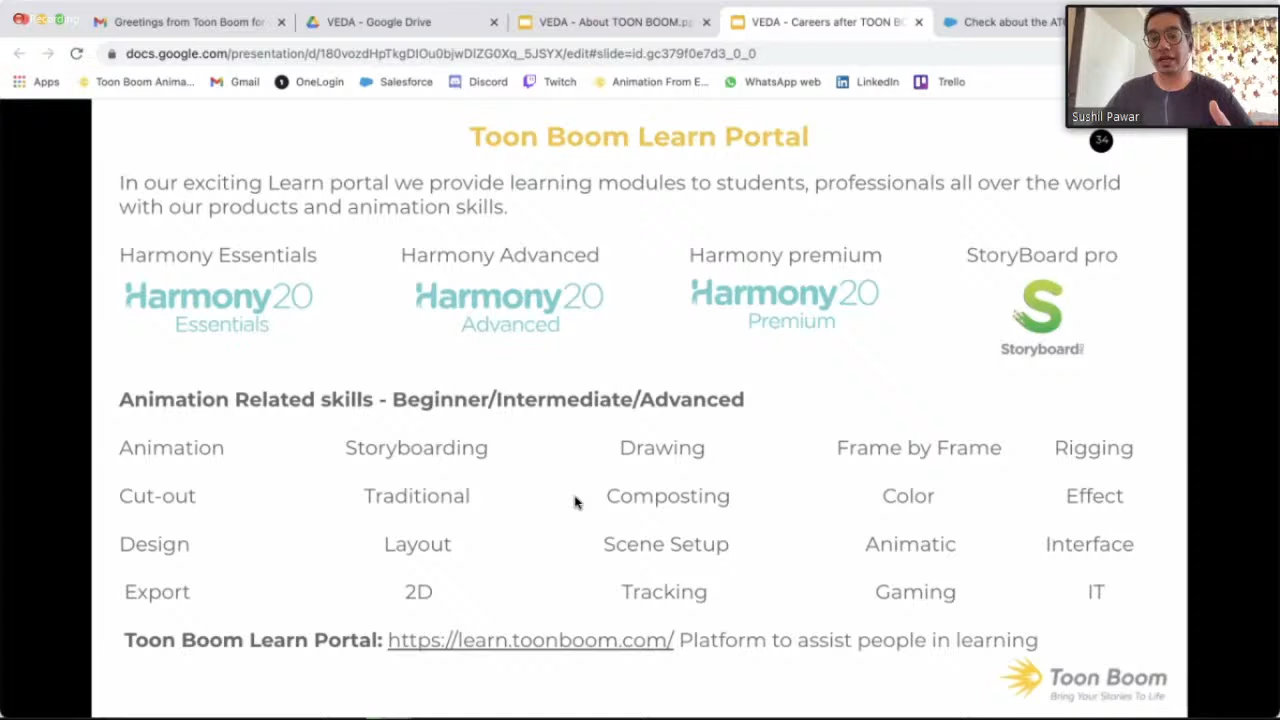 Recording
Greetings from Toon Boom for
VEDA - Google Drive
VEDA - About TOON BOOM.pp
VEDA - Careers after TOON BO
Check about the AT
docs.google.com/presentation/d/180vozdHpTkgDIOu0bjwDIZG0Xq_5JSYX/edit#slide=id.gc379f0e7d3_0_0
Apps
Toon Boom Anima...
Gmail
OneLogin
Salesforce
Discord
Twitch
Animation From E...
WhatsApp web
LinkedIn
Trello
Sushil Pawar
34
Toon Boom Learn Portal
In our exciting Learn portal we provide learning modules to students, professionals all over the world
with our products and animation skills.
Harmony Essentials Harmony Advanced Harmony premium StoryBoard pro
Harmony20 Harmony20 Harmony20 S
Essentials Advanced Premium
Storyboard
Animation Related skills - Beginner/Intermediate/Advanced
Animation Storyboarding Drawing Frame by Frame Rigging
Cut-out Traditional Composting Color Effect
Design Layout Scene Setup Animatic Interface
Export 2D Tracking Gaming IT
Toon Boom Learn Portal: https://learn.toonboom.com/ Platform to assist people in learning
Toon Boom
Bring Your Stories To Life